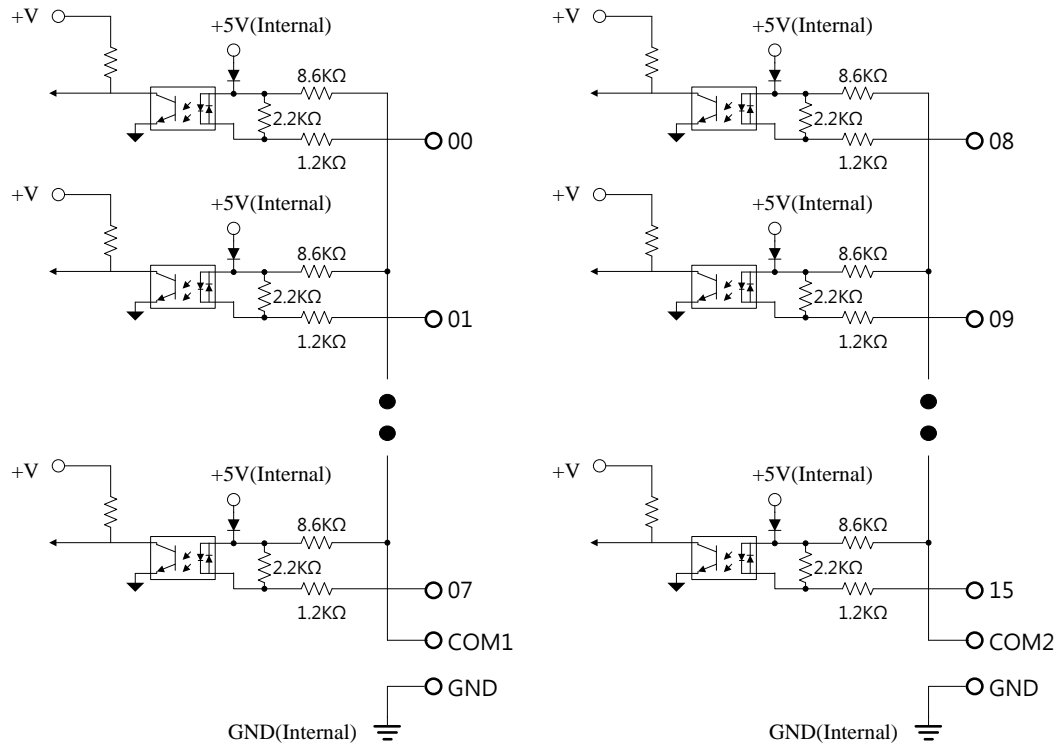 +V
+5V(Internal)
8.6KΩ
2.2KΩ
1.2KΩ
00
+V
+5V(Internal)
8.6KΩ
2.2KΩ
1.2KΩ
01
+V
+5V(Internal)
8.6KΩ
2.2KΩ
1.2KΩ
07
COM1
GND
GND(Internal)
+V
+5V(Internal)
8.6KΩ
2.2KΩ
1.2KΩ
08
+V
+5V(Internal)
8.6KΩ
2.2KΩ
1.2KΩ
09
+V
+5V(Internal)
8.6KΩ
2.2KΩ
1.2KΩ
15
COM2
GND
GND(Internal)